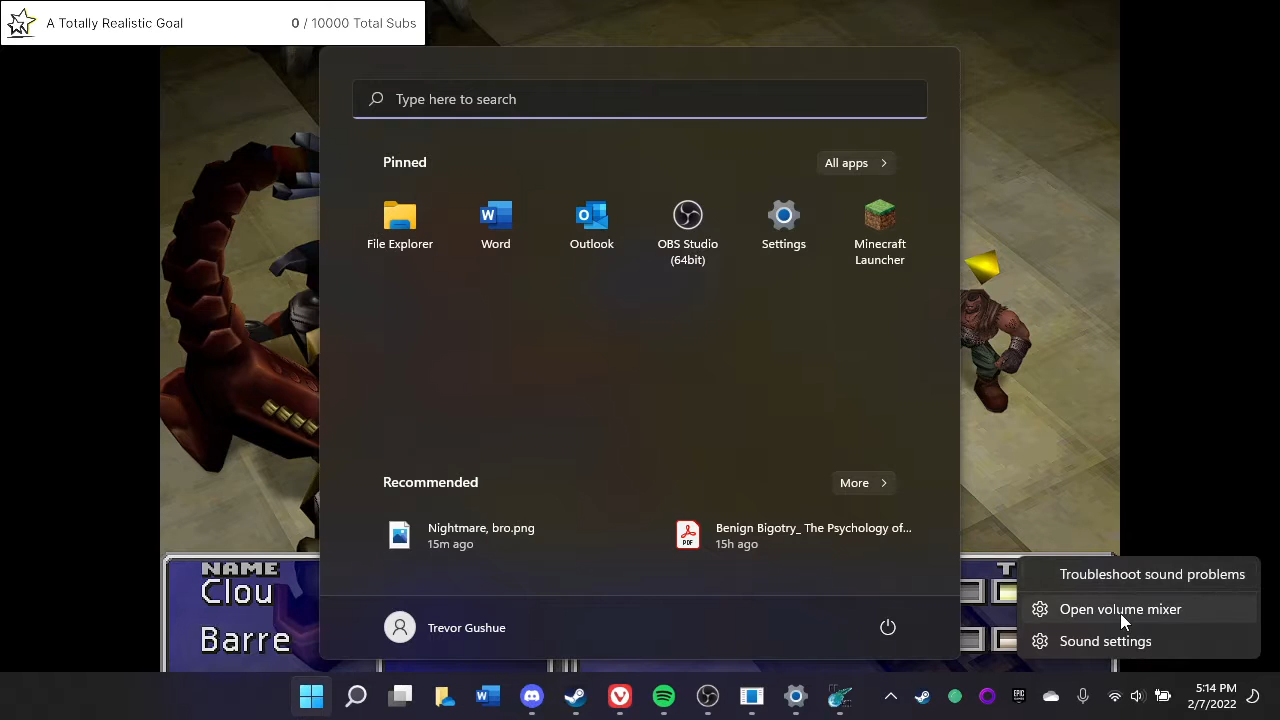 A Totally Realistic Goal 0 / 10000 Total Subs
Type here to search
Pinned
All apps
File Explorer
Word
Outlook
OBS Studio
(64bit)
Settings
Minecraft
Launcher
Recommended
More
Nightmare, bro.png
15m ago
Benign Bigotry_ The Psychology of...
15h ago
NAME
T
Clou
Barre
Troubleshoot sound problems
Open volume mixer
Sound settings
Trevor Gushue
5:14 PM
2/7/2022